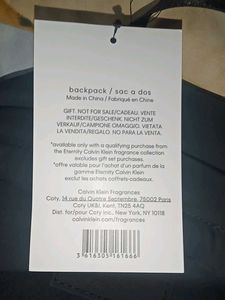 backpack / sac a dos
Made in China / Fabriqué en Chine
GIFT. NOT FOR SALE/CADEAU. VENTE
INTERDITE/GESCHENK. NICHT ZUM
VERKAUF/CAMPIONE OMAGGIO. VIETATA
LA VENDITA/REGALO. NO PARA LA VENTA.
*available only with a qualifying purchase from
the Eternity Calvin Klein fragrance collection
excludes gift set purchases.
*offre valable pour l'achat d'un parfum de la
gamme Eternity Calvin Klein
exclut les achats coffrets-cadeaux.
Calvin Klein Fragrances
Coty, 14 rue du Quatre Septembre, 75002 Paris
Coty UK&I, Kent, TN25 4AQ
Dist. for/pour Coty Inc., New York, NY 10118
calvinklein.com/fragrance
3 616303 161666